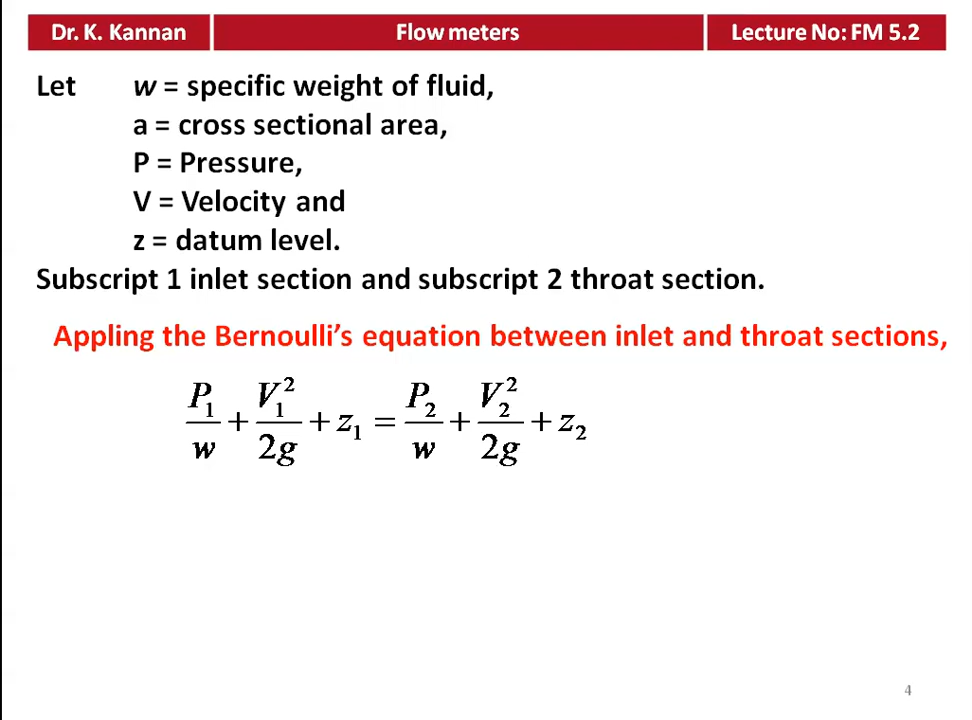 Dr. K. Kannan Flow meters Lecture No: FM 5.2
Let w = specific weight of fluid,
a = cross sectional area,
P = Pressure,
V = Velocity and
z = datum level.
Subscript 1 inlet section and subscript 2 throat section.
Appling the Bernoulli's equation between inlet and throat sections,
P₁/w + V₁²/2g + z₁ = P₂/w + V₂²/2g + z₂
4